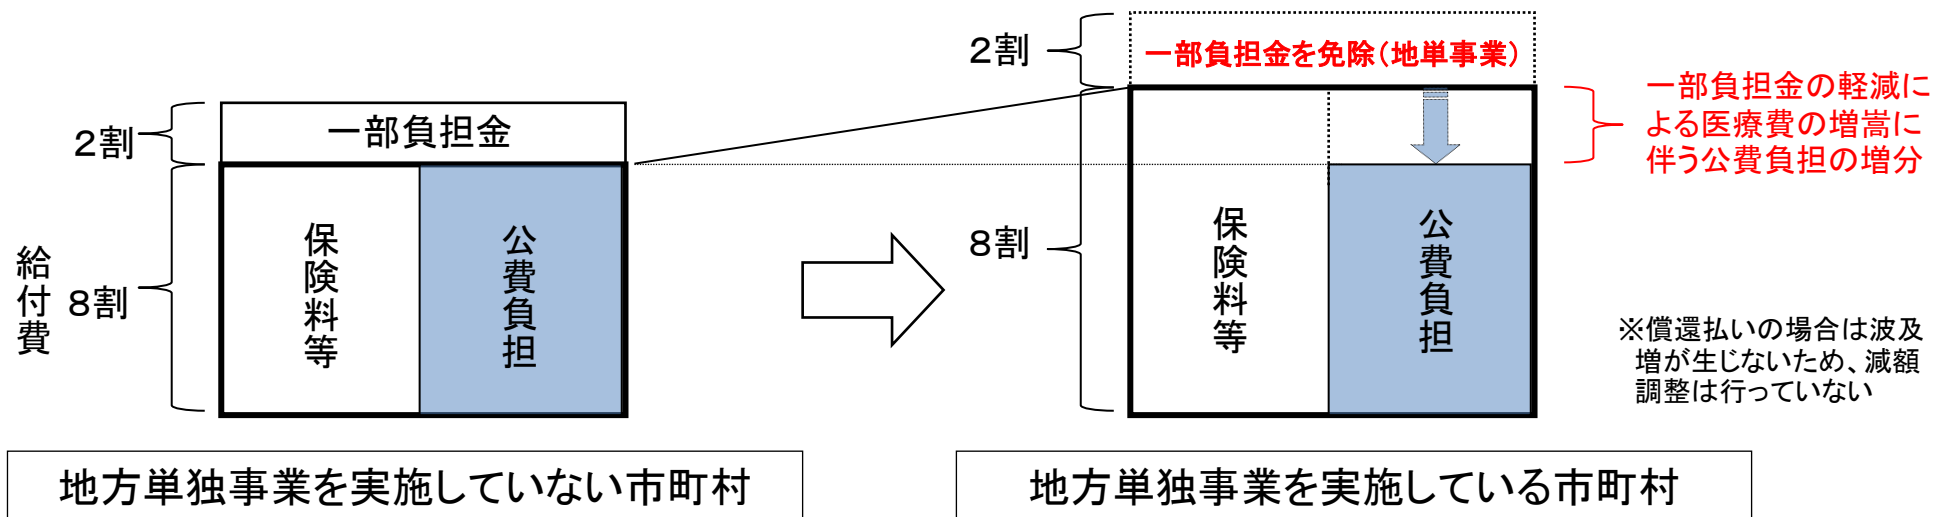 2割
一部負担金
給付費
8割
保険料等
公費負担
地方単独事業を実施していない市町村
2割
一部負担金を免除(地単事業)
8割
保険料等
公費負担
一部負担金の軽減に
よる医療費の増嵩に
伴う公費負担の増分
※償還払いの場合は波及
増が生じないため、減額
調整は行っていない
地方単独事業を実施している市町村